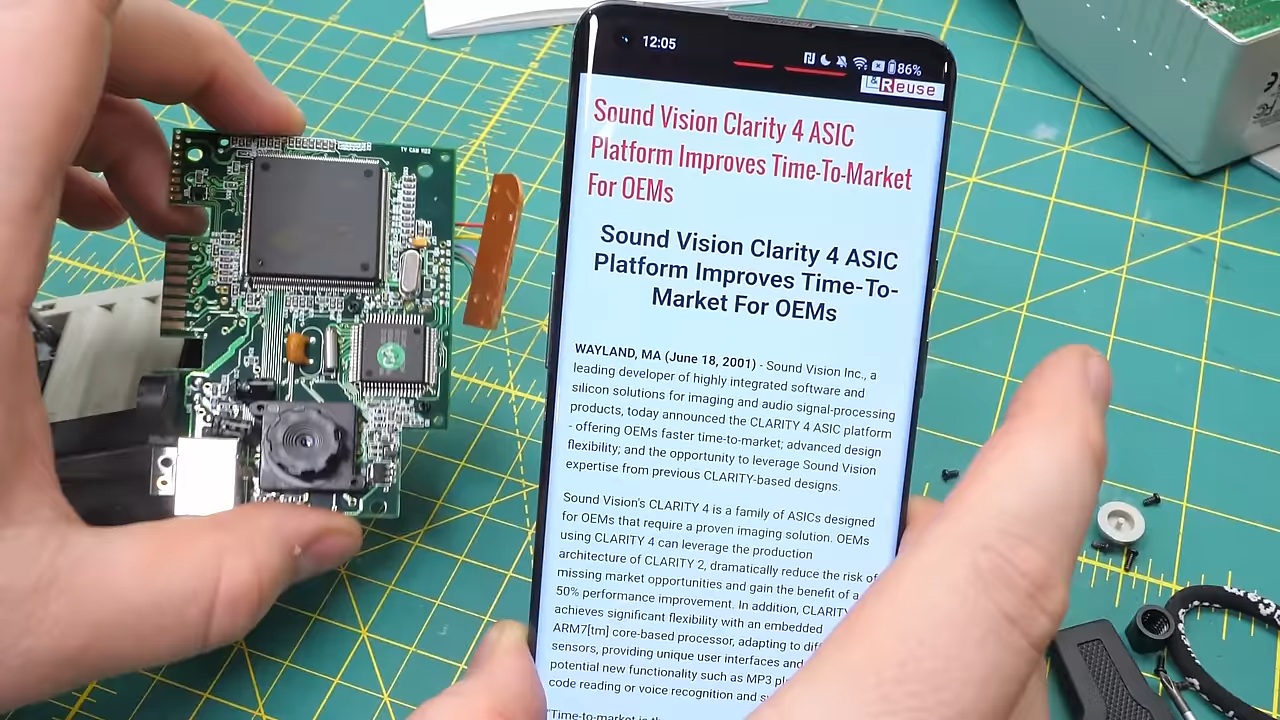 TV CAM 1122
12:05
86%
&Reuse
Sound Vision Clarity 4 ASIC
Platform Improves Time-To-Market
For OEMs
Sound Vision Clarity 4 ASIC
Platform Improves Time-To-
Market For OEMs
WAYLAND, MA (June 18, 2001) - Sound Vision Inc., a
leading developer of highly integrated software and
silicon solutions for imaging and audio signal-processing
products, today announced the CLARITY 4 ASIC platform
- offering OEMs faster time-to-market; advanced design
flexibility; and the opportunity to leverage Sound Vision
expertise from previous CLARITY-based designs.
Sound Vision's CLARITY 4 is a family of ASICs designed
for OEMs that require a proven imaging solution. OEMs
using CLARITY 4 can leverage the production
architecture of CLARITY 2, dramatically reduce the risk of
missing market opportunities and gain the benefit of a
50% performance improvement. In addition, CLARITY
achieves significant flexibility with an embedded
ARM7[tm] core-based processor, adapting to
sensors, providing unique user interfaces and
potential new functionality such as MP3
code reading or voice recognition and
"Time-to-market is